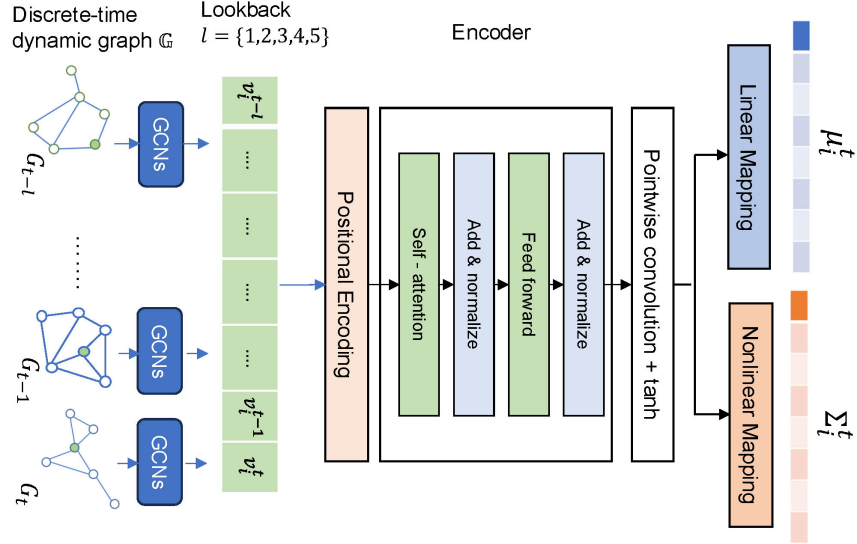 Discrete-time
dynamic graph 𝔾
Lookback
l = {1,2,3,4,5}
Encoder
G_{t-l}
GCNs
v_i^{t-l}
....
....
....
....
.......
G_{t-1}
GCNs
v_i^{t-1}
G_t
GCNs
v_i^t
Positional Encoding
Self - attention
Add & normalize
Feed forward
Add & normalize
Pointwise convolution + tanh
Linear Mapping
μ_i^t
Nonlinear Mapping
Σ_i^t